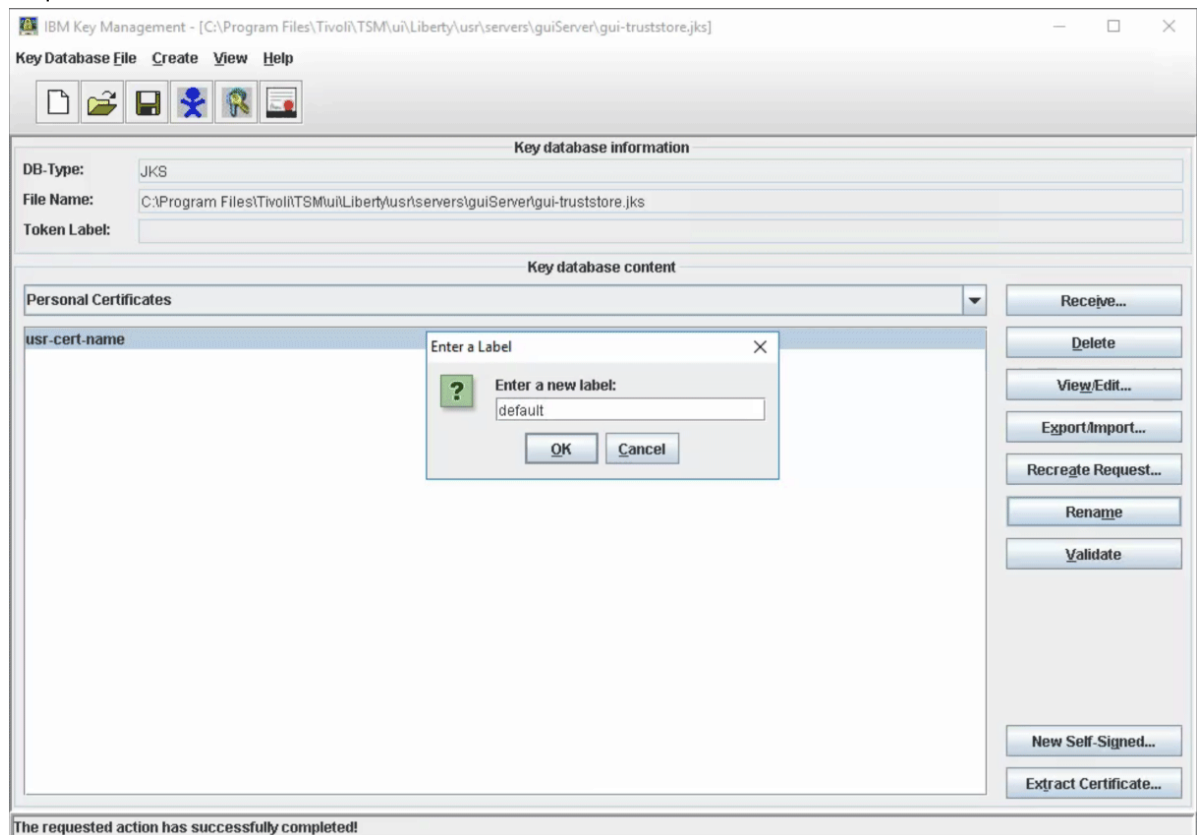 IBM Key Management - [C:\Program Files\Tivoli\TSM\ui\Liberty\usr\servers\guiServer\gui-truststore.jks]
Key Database File Create View Help
Key database information
DB-Type: JKS
File Name: C:\Program Files\Tivoli\TSM\ui\Liberty\usr\servers\guiServer\gui-truststore.jks
Token Label:
Key database content
Personal Certificates
Receive...
usr-cert-name
Delete
Enter a Label
Enter a new label:
default
OK Cancel
View/Edit...
Export/Import...
Recreate Request...
Rename
Validate
New Self-Signed...
Extract Certificate...
The requested action has successfully completed!